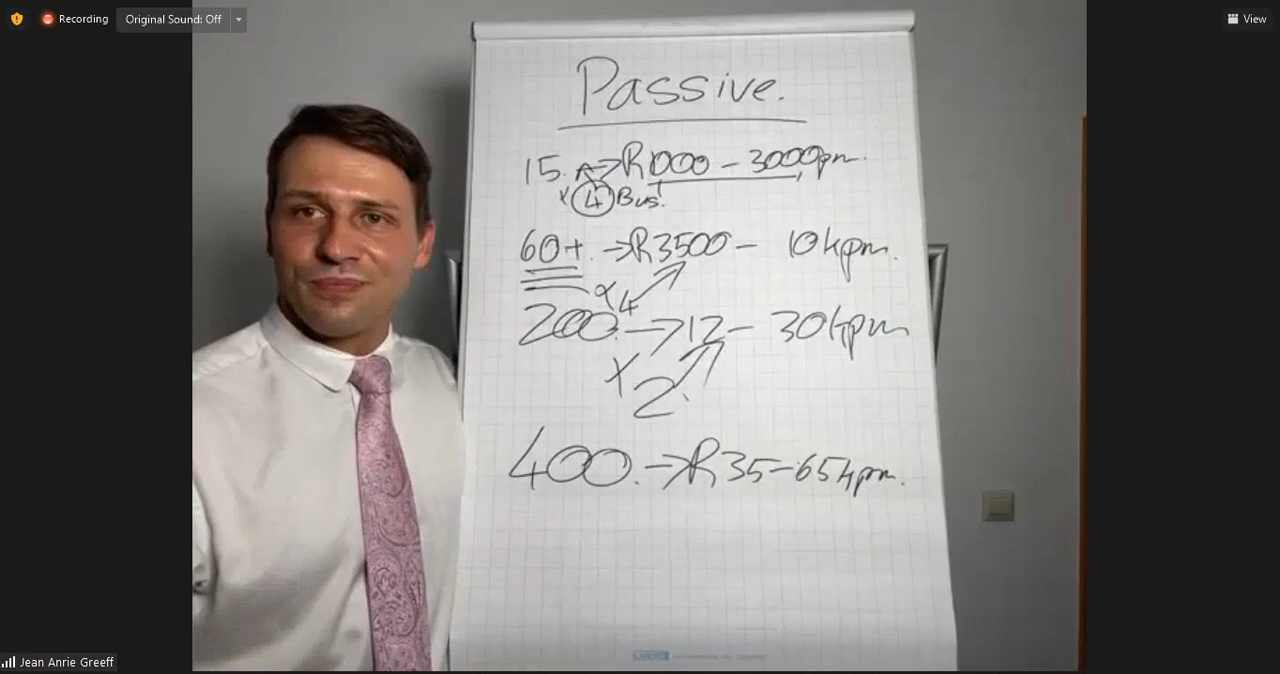 Recording
Original Sound: Off
View
Passive.
15. → R1000 - 3000pm.
x 4 Bus.
60+. → R3500 - 10kpm.
x 4
200. → 12 - 30kpm
x 2.
400. → R35 - 65kpm.
Jean Anrie Greeff